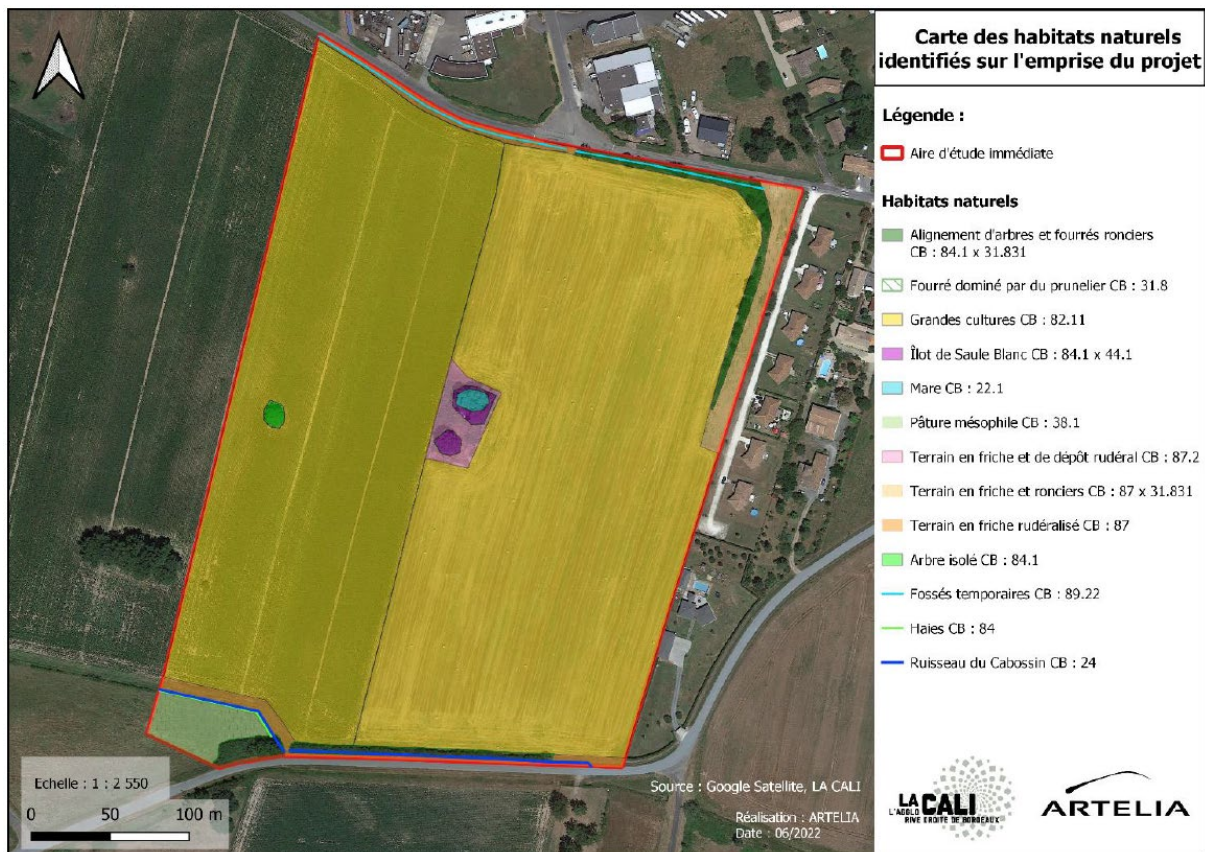 Carte des habitats naturels
identifiés sur l'emprise du projet
Légende :
Aire d'étude immédiate
Habitats naturels
Alignement d'arbres et fourrés ronciers
CB : 84.1 x 31.831
Fourré dominé par du prunelier CB : 31.8
Grandes cultures CB : 82.11
Îlot de Saule Blanc CB : 84.1 x 44.1
Mare CB : 22.1
Pâture mésophile CB : 38.1
Terrain en friche et de dépôt rudéral CB : 87.2
Terrain en friche et ronciers CB : 87 x 31.831
Terrain en friche rudéralisé CB : 87
Arbre isolé CB : 84.1
Fossés temporaires CB : 89.22
Haies CB : 84
Ruisseau du Cabossin CB : 24
Echelle : 1 : 2 550
0 50 100 m
Source : Google Satellite, LA CALI
Réalisation : ARTELIA
Date : 06/2022
LA CALI
L'AGGLO
RIVE DROITE DE BORDEAUX
ARTELIA